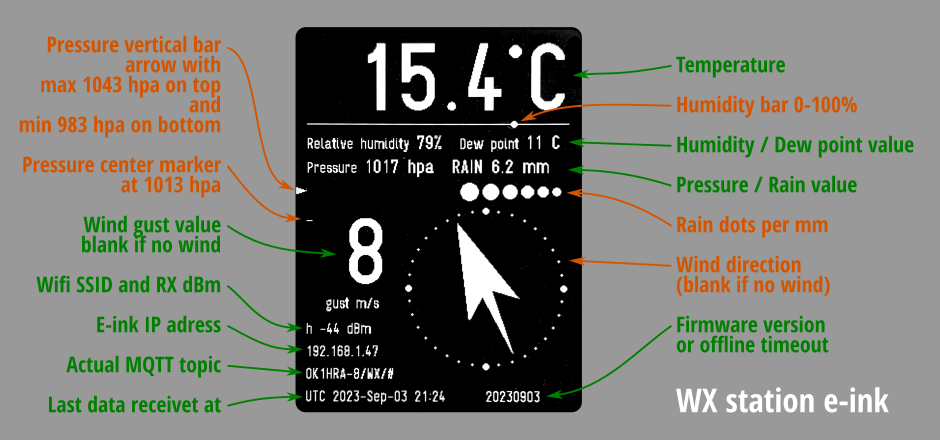 Pressure vertical bar
arrow with
max 1043 hpa on top
and
min 983 hpa on bottom
Pressure center marker
at 1013 hpa
Wind gust value
blank if no wind
Wifi SSID and RX dBm
E-ink IP adress
Actual MQTT topic
Last data receivet at
15.4°C
Relative humidity 79% Dew point 11 C
Pressure 1017 hpa RAIN 6.2 mm
8
gust m/s
h -44 dBm
192.168.1.47
OK1HRA-8/WX/#
UTC 2023-Sep-03 21:24 20230903
Temperature
Humidity bar 0-100%
Humidity / Dew point value
Pressure / Rain value
Rain dots per mm
Wind direction
(blank if no wind)
Firmware version
or offline timeout
WX station e-ink